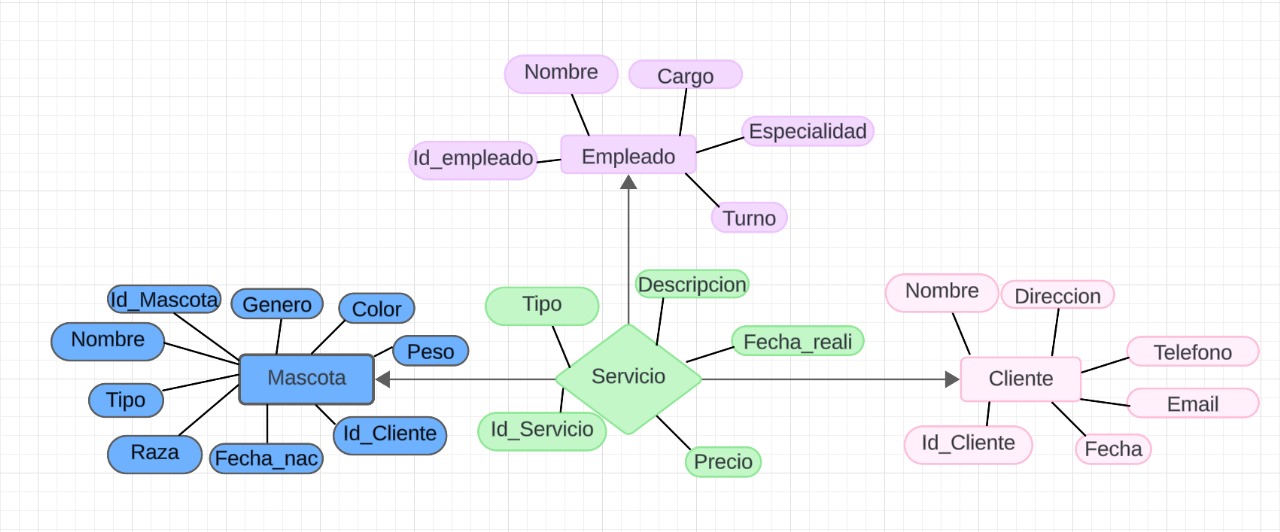 Nombre
Cargo
Especialidad
Id_empleado
Empleado
Turno
Id_Mascota
Genero
Color
Nombre
Peso
Mascota
Tipo
Raza
Fecha_nac
Id_Cliente
Tipo
Descripcion
Fecha_reali
Servicio
Id_Servicio
Precio
Nombre
Direccion
Telefono
Cliente
Email
Id_Cliente
Fecha